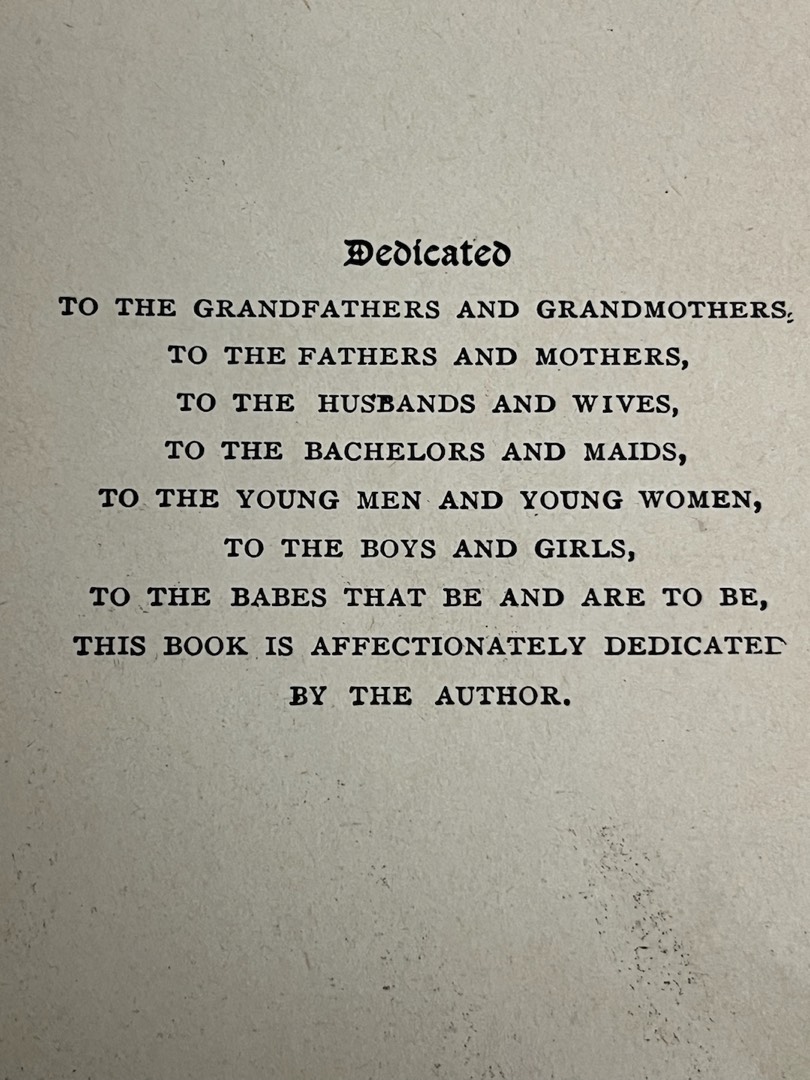 Dedicated
TO THE GRANDFATHERS AND GRANDMOTHERS,
TO THE FATHERS AND MOTHERS,
TO THE HUSBANDS AND WIVES,
TO THE BACHELORS AND MAIDS,
TO THE YOUNG MEN AND YOUNG WOMEN,
TO THE BOYS AND GIRLS,
TO THE BABES THAT BE AND ARE TO BE,
THIS BOOK IS AFFECTIONATELY DEDICATED
BY THE AUTHOR.